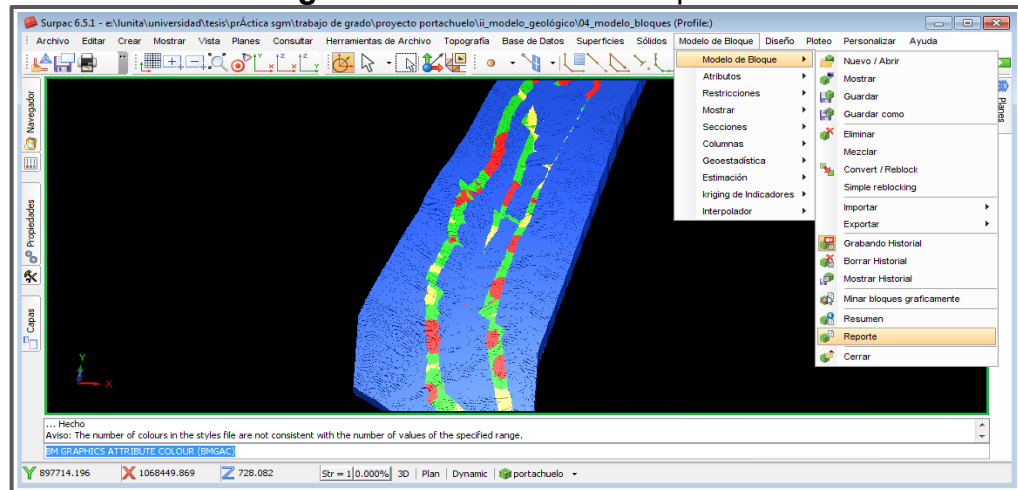 Surpac 6.5.1 - e:\lunita\universidad\tesis\prÁctica sgm\trabajo de grado\proyecto portachuelo\ii_modelo_geológico\04_modelo_bloques (Profile:)
Archivo Editar Crear Mostrar Vista Planes Consultar Herramientas de Archivo Topografía Base de Datos Superficies Sólidos Modelo de Bloque Diseño Ploteo Personalizar Ayuda
Modelo de Bloque
Atributos
Restricciones
Mostrar
Secciones
Columnas
Geoestadística
Estimación
kriging de Indicadores
Interpolador
Nuevo / Abrir
Mostrar
Guardar
Guardar como
Eliminar
Mezclar
Convert / Reblock
Simple reblocking
Importar
Exportar
Grabando Historial
Borrar Historial
Mostrar Historial
Minar bloques graficamente
Resumen
Reporte
Cerrar
Navegador
Propiedades
Capas
Planes
Y
X
... Hecho
Aviso: The number of colours in the styles file are not consistent with the number of values of the specified range.
BM GRAPHICS ATTRIBUTE COLOUR (BMGAC)
Y 897714.196 X 1068449.869 Z 728.082 Str = 1 0.000% 3D Plan Dynamic portachuelo